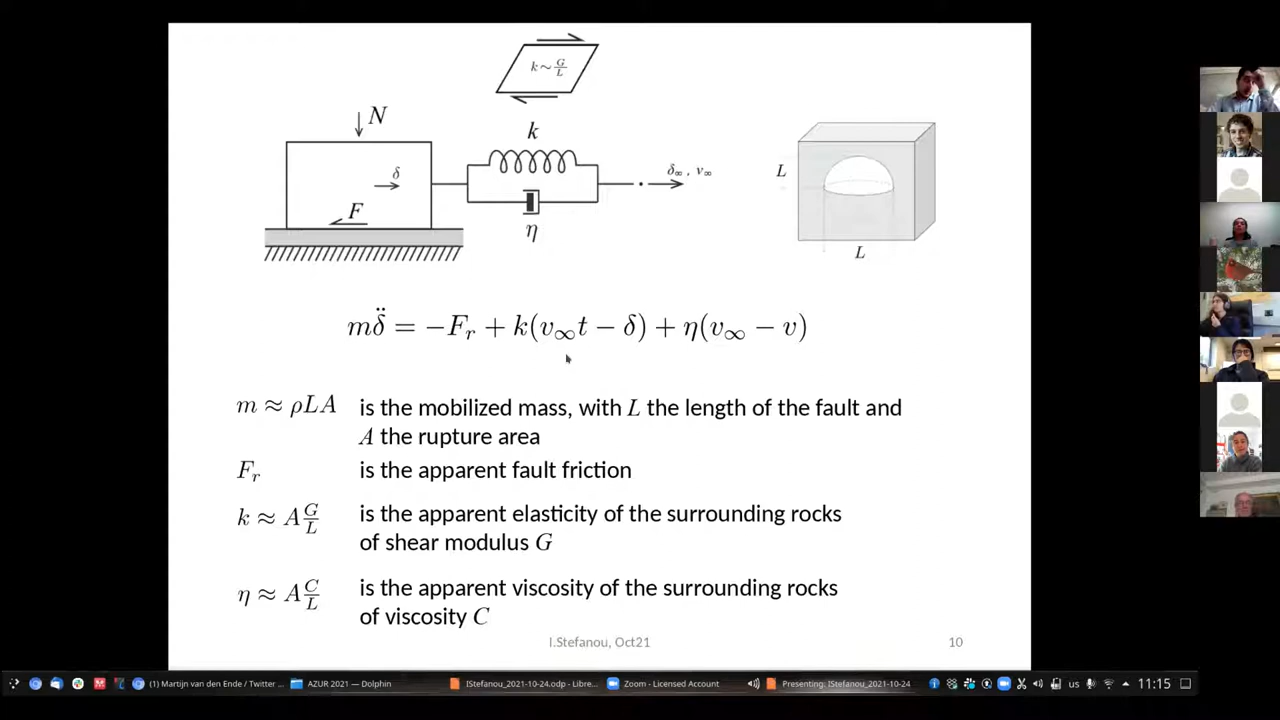 k ~ G/L
N
k
δ
δ∞ , v∞
L
F
η
L
mδ̈ = −Fᵣ + k(v∞t − δ) + η(v∞ − v)
m ≈ ρLA is the mobilized mass, with L the length of the fault and
A the rupture area
Fᵣ is the apparent fault friction
k ≈ A G/L is the apparent elasticity of the surrounding rocks
of shear modulus G
η ≈ A C/L is the apparent viscosity of the surrounding rocks
of viscosity C
I.Stefanou, Oct21 10
(1) Martijn van den Ende / Twitter ... AZUR 2021 — Dolphin IStefanou_2021-10-24.odp - Libre... Zoom - Licensed Account Presenting: IStefanou_2021-10-24 us 11:15